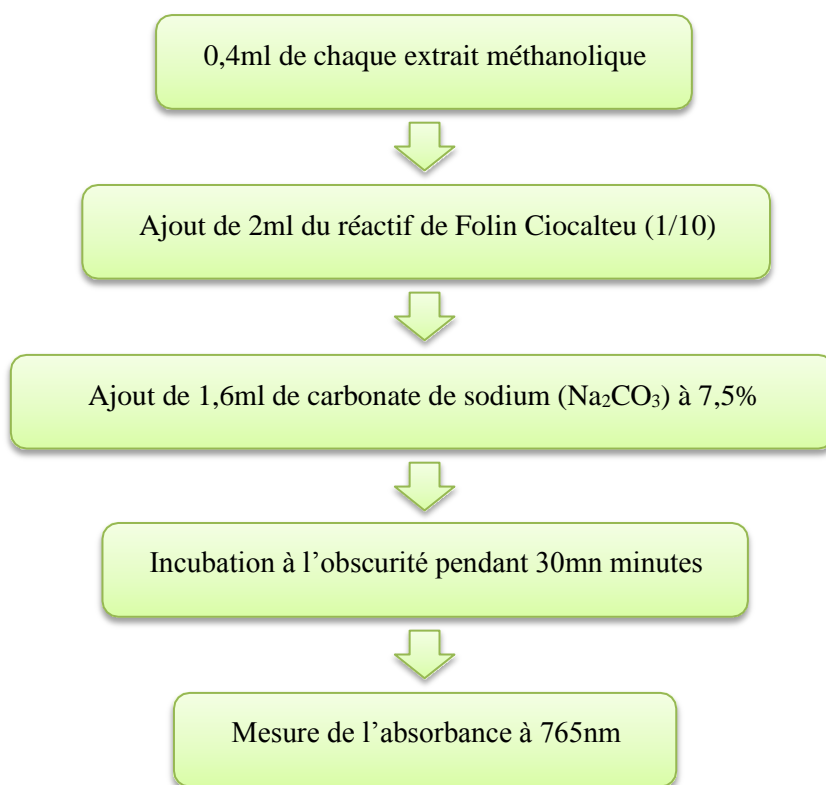 0,4ml de chaque extrait méthanolique
Ajout de 2ml du réactif de Folin Ciocalteu (1/10)
Ajout de 1,6ml de carbonate de sodium (Na₂CO₃) à 7,5%
Incubation à l’obscurité pendant 30mn minutes
Mesure de l’absorbance à 765nm